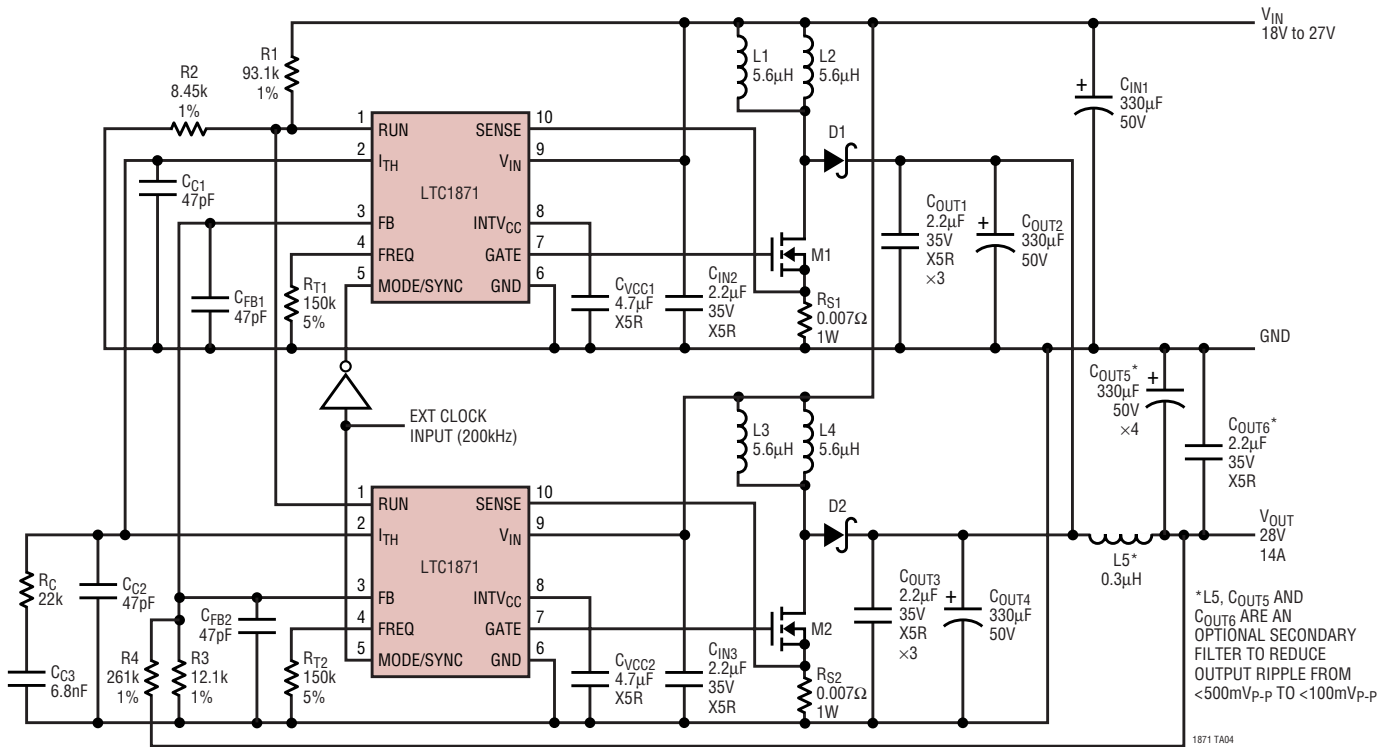 VIN
18V to 27V
R1
93.1k
1%
R2
8.45k
1%
L1
5.6µH
L2
5.6µH
CIN1
330µF
50V
+
1
RUN
SENSE
10
2
ITH
VIN
9
LTC1871
3
FB
INTVCC
8
4
FREQ
GATE
7
5
MODE/SYNC
GND
6
CC1
47pF
CFB1
47pF
RT1
150k
5%
CVCC1
4.7µF
X5R
CIN2
2.2µF
35V
X5R
D1
M1
RS1
0.007Ω
1W
COUT1
2.2µF
35V
X5R
×3
+
COUT2
330µF
50V
GND
EXT CLOCK
INPUT (200kHz)
L3
5.6µH
L4
5.6µH
COUT5*
330µF
50V
×4
+
COUT6*
2.2µF
35V
X5R
1
RUN
SENSE
10
2
ITH
VIN
9
LTC1871
3
FB
INTVCC
8
4
FREQ
GATE
7
5
MODE/SYNC
GND
6
RC
22k
CC2
47pF
CC3
6.8nF
R4
261k
1%
R3
12.1k
1%
CFB2
47pF
RT2
150k
5%
CVCC2
4.7µF
X5R
CIN3
2.2µF
35V
X5R
D2
M2
RS2
0.007Ω
1W
COUT3
2.2µF
35V
X5R
×3
+
COUT4
330µF
50V
L5*
0.3µH
VOUT
28V
14A
*L5, COUT5 AND
COUT6 ARE AN
OPTIONAL SECONDARY
FILTER TO REDUCE
OUTPUT RIPPLE FROM
<500mVP-P TO <100mVP-P
1871 TA04